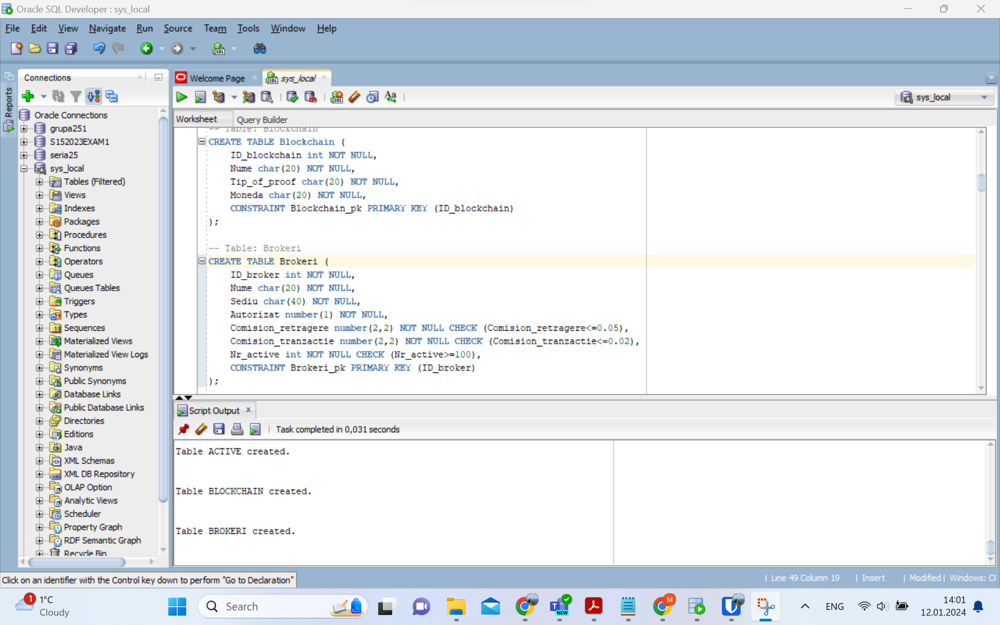 Oracle SQL Developer : sys_local
File Edit View Navigate Run Source Team Tools Window Help
Reports
Connections
Oracle Connections
grupa251
S152023EXAM1
seria25
sys_local
Tables (Filtered)
Views
Indexes
Packages
Procedures
Functions
Operators
Queues
Queues Tables
Triggers
Types
Sequences
Materialized Views
Materialized View Logs
Synonyms
Public Synonyms
Database Links
Public Database Links
Directories
Editions
Java
XML Schemas
XML DB Repository
OLAP Option
Analytic Views
Scheduler
Property Graph
RDF Semantic Graph
Recycle Bin
Welcome Page
sys_local
sys_local
Worksheet Query Builder
-- Table: Blockchain
CREATE TABLE Blockchain (
ID_blockchain int NOT NULL,
Nume char(20) NOT NULL,
Tip_of_proof char(20) NOT NULL,
Moneda char(20) NOT NULL,
CONSTRAINT Blockchain_pk PRIMARY KEY (ID_blockchain)
);
-- Table: Brokeri
CREATE TABLE Brokeri (
ID_broker int NOT NULL,
Nume char(20) NOT NULL,
Sediu char(40) NOT NULL,
Autorizat number(1) NOT NULL,
Comision_retragere number(2,2) NOT NULL CHECK (Comision_retragere<=0.05),
Comision_tranzactie number(2,2) NOT NULL CHECK (Comision_tranzactie<=0.02),
Nr_active int NOT NULL CHECK (Nr_active>=100),
CONSTRAINT Brokeri_pk PRIMARY KEY (ID_broker)
);
Script Output
Task completed in 0,031 seconds
Table ACTIVE created.
Table BLOCKCHAIN created.
Table BROKERI created.
Click on an identifier with the Control key down to perform "Go to Declaration"
| Line 49 Column 19 | Insert | Modified | Windows: CF
1
1°C
Cloudy
Search
NEW
M
ENG
14:01
12.01.2024